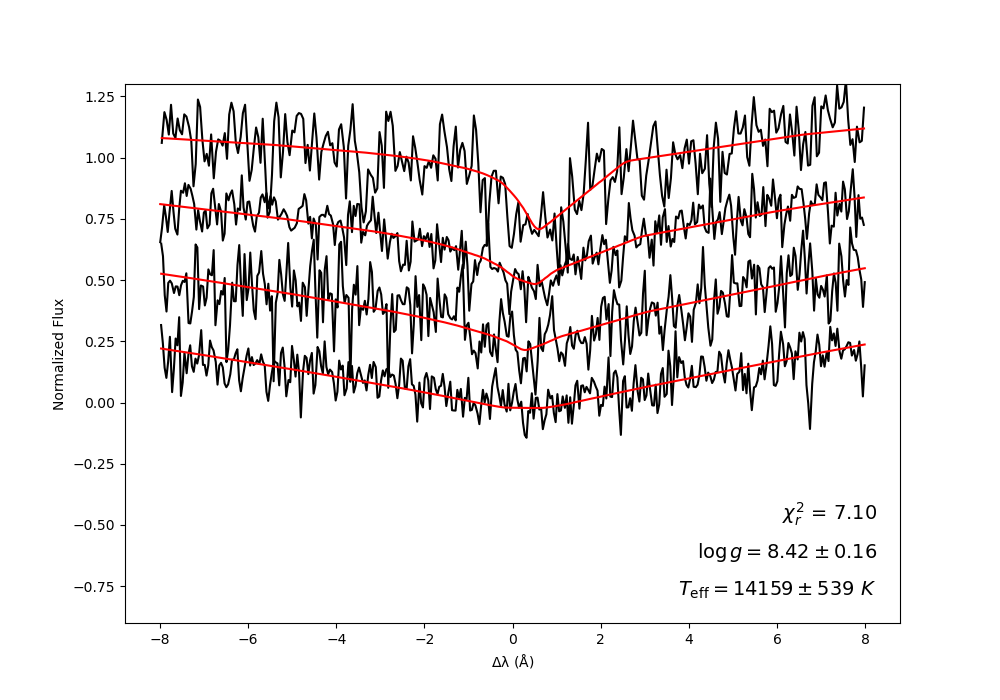 1.25
1.00
0.75
0.50
0.25
0.00
−0.25
−0.50
−0.75
Normalized Flux
−8 −6 −4 −2 0 2 4 6 8
Δλ (Å)
χ²ᵣ = 7.10
log g = 8.42 ± 0.16
T_eff = 14159 ± 539 K